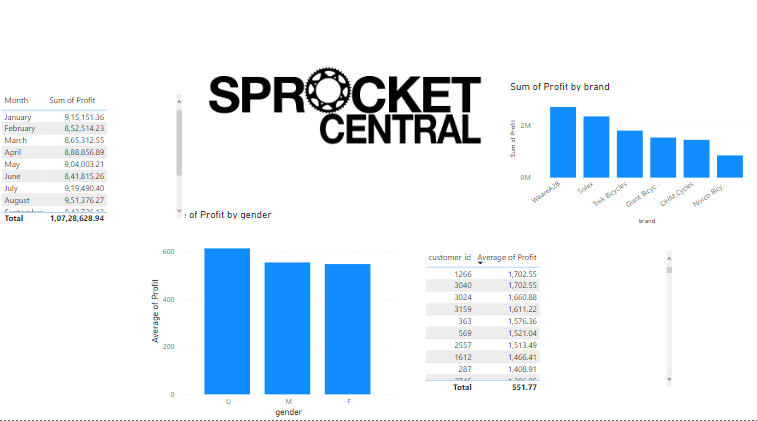 SPROCKET
CENTRAL
Month Sum of Profit
January 9,15,151.36
February 8,52,514.23
March 8,65,312.55
April 8,88,856.89
May 9,04,003.21
June 8,41,815.26
July 9,19,490.40
August 9,51,376.27
Total 1,07,28,628.94
Sum of Profit by brand
Sum of Profit
2M
0M
WeareA2B
Solex
Trek Bicycles
Giant Bicyc...
OHM Cycles
Norco Bicy...
brand
e of Profit by gender
Average of Profit
600
400
200
0
U M F
gender
customer_id Average of Profit
1266 1,702.55
3040 1,702.55
3024 1,660.88
3159 1,611.22
363 1,576.36
569 1,521.04
2557 1,513.49
1612 1,466.41
287 1,408.91
Total 551.77